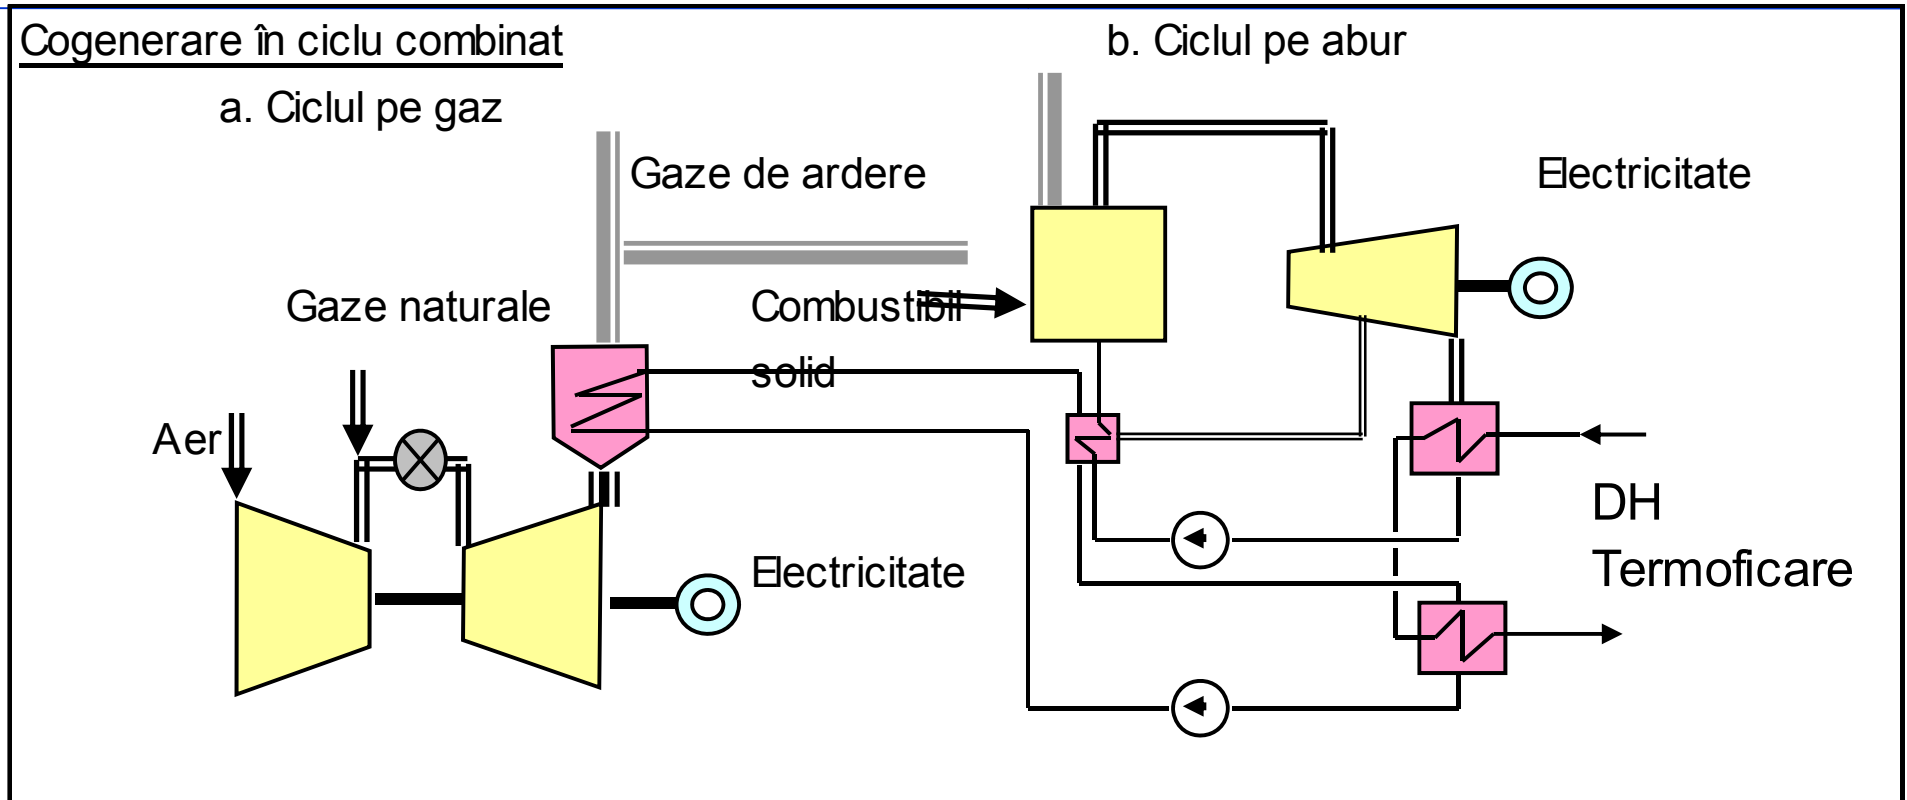 Cogenerare în ciclu combinat
b. Ciclul pe abur
a. Ciclul pe gaz
Gaze de ardere
Electricitate
Gaze naturale
Combustibil
solid
Aer
DH
Termoficare
Electricitate